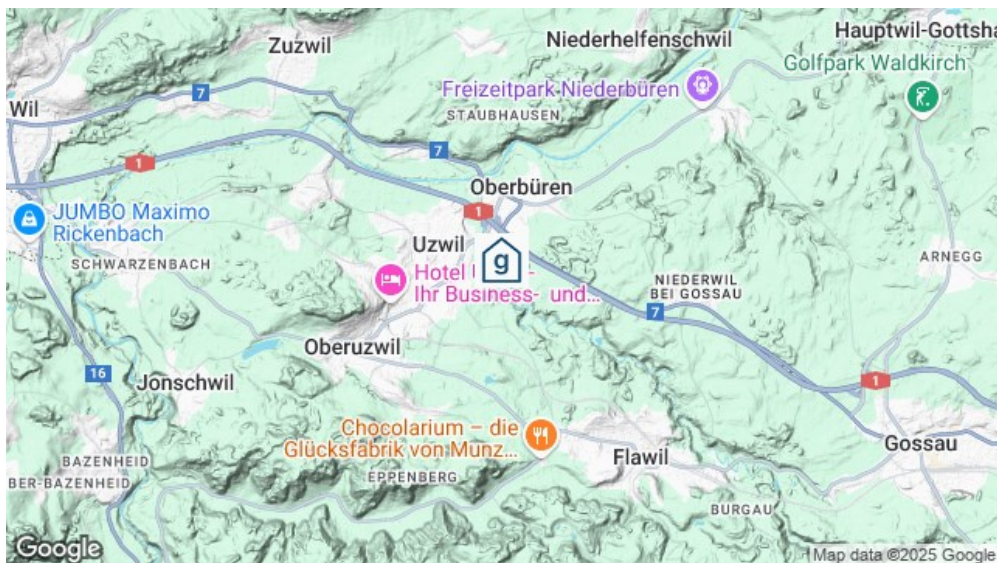 Zuzwil
Niederhelfenschwil
Hauptwil-Gottsha
Golfpark Waldkirch
Wil
7
Freizeitpark Niederbüren
STAUBHAUSEN
7
1
Oberbüren
1
JUMBO Maximo
Rickenbach
Uzwil
g
SCHWARZENBACH
Hotel
Ihr Business- und...
NIEDERWIL
BEI GOSSAU
ARNEGG
7
Oberuzwil
16
Jonschwil
1
Chocolarium – die
Glücksfabrik von Munz...
Flawil
Gossau
BAZENHEID
BER-BAZENHEID
EPPENBERG
BURGAU
Google
Map data ©2025 Google